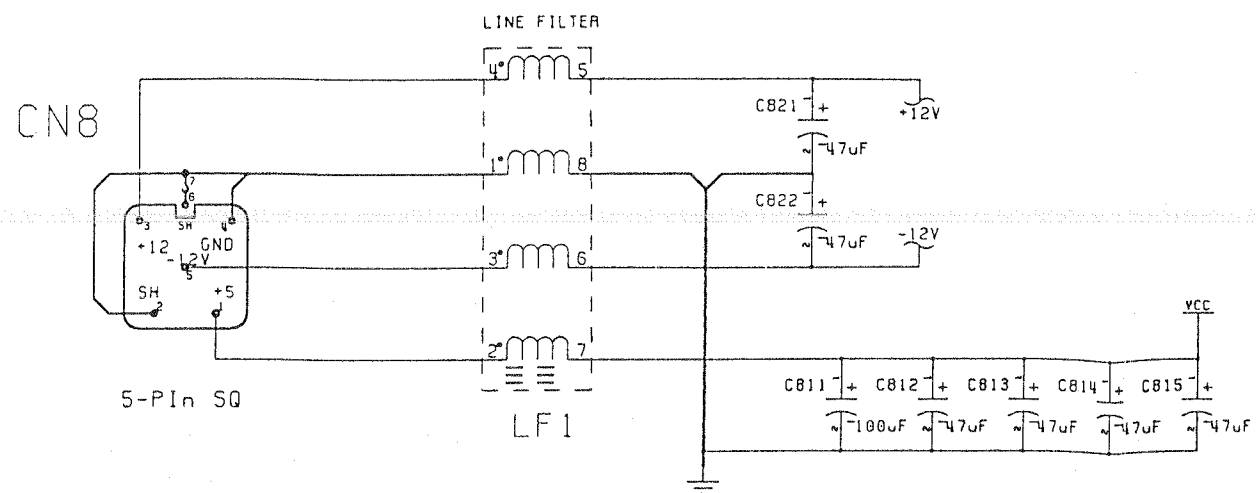 LINE FILTER
CN8
4 5
C821 +
+12V
47uF
1 8
7
6
C822 +
3 SH 4
+12 GND
-12V
5
47uF
-12V
3 6
SH +5
2 1
VCC
2 7
C811 + C812 + C813 + C814 + C815 +
100uF 47uF 47uF 47uF 47uF
5-PIn SQ
LF1